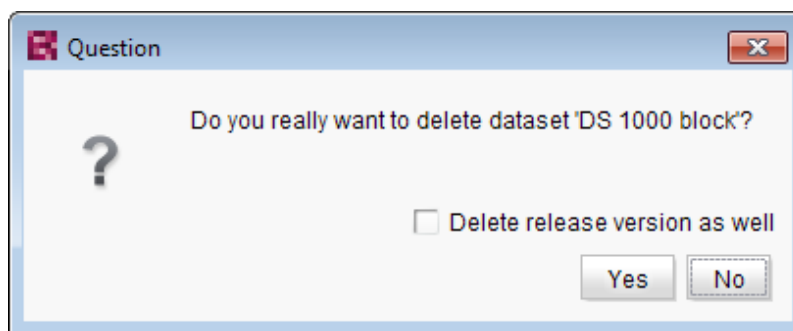 Question
Do you really want to delete dataset 'DS 1000 block'?
Delete release version as well
Yes No